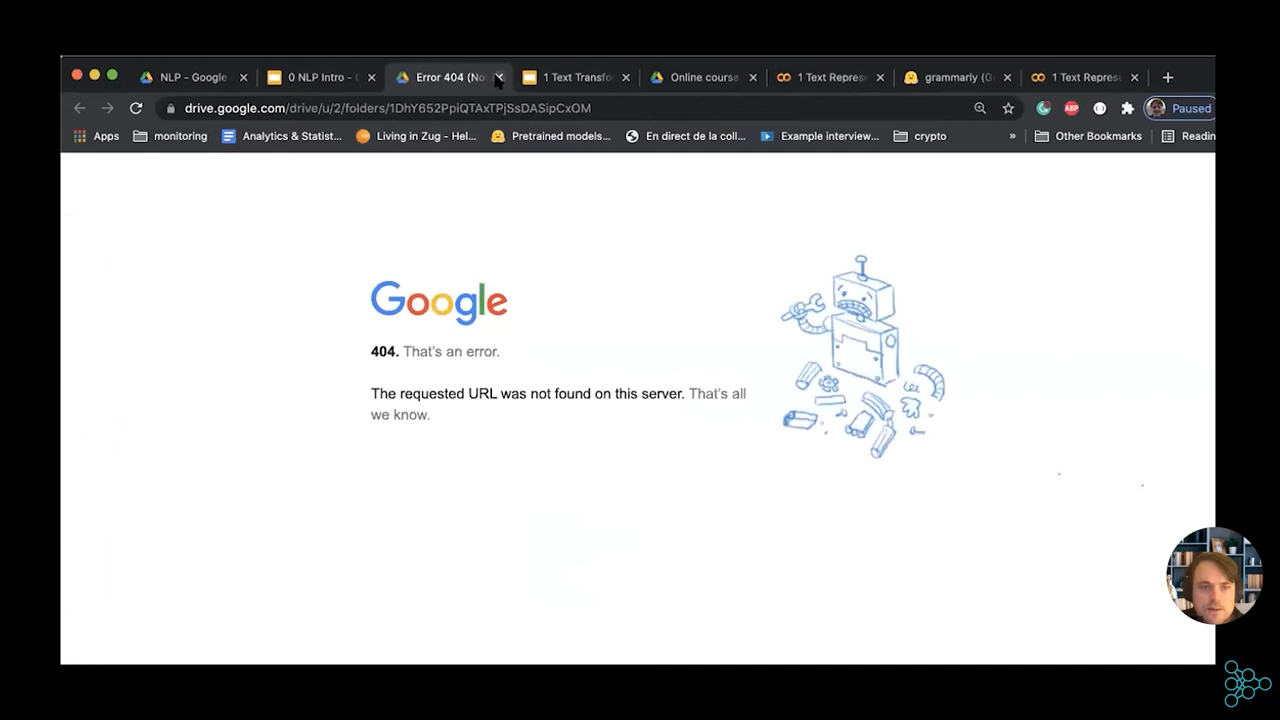 NLP - Google
0 NLP Intro -
Error 404 (No
1 Text Transfo
Online course
1 Text Repres
grammarly (G
1 Text Repres
drive.google.com/drive/u/2/folders/1DhY652PpiQTAxTPjSsDASipCxOM
ABP
Paused
Apps
monitoring
Analytics & Statist...
Living in Zug - Hel...
Pretrained models...
En direct de la coll...
Example interview...
crypto
»
Other Bookmarks
Readin
Google
404. That's an error.
The requested URL was not found on this server. That's all
we know.